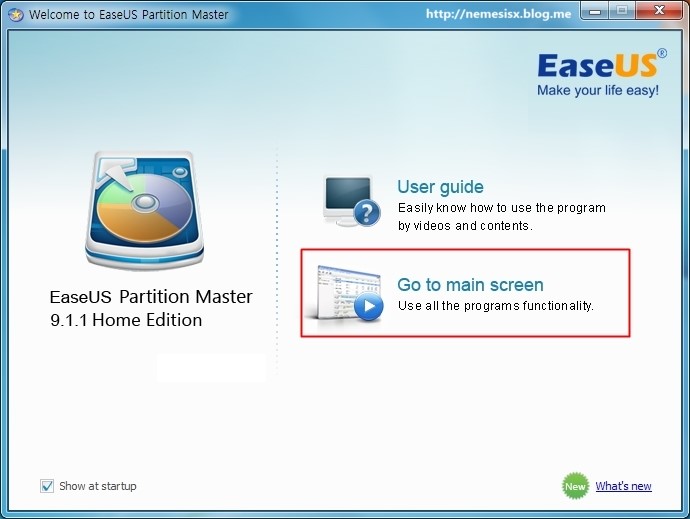 Welcome to EaseUS Partition Master
http://nemesisx.blog.me
EaseUS®
Make your life easy!
User guide
Easily know how to use the program
by videos and contents.
Go to main screen
Use all the programs functionality.
EaseUS Partition Master
9.1.1 Home Edition
Show at startup
New
What's new